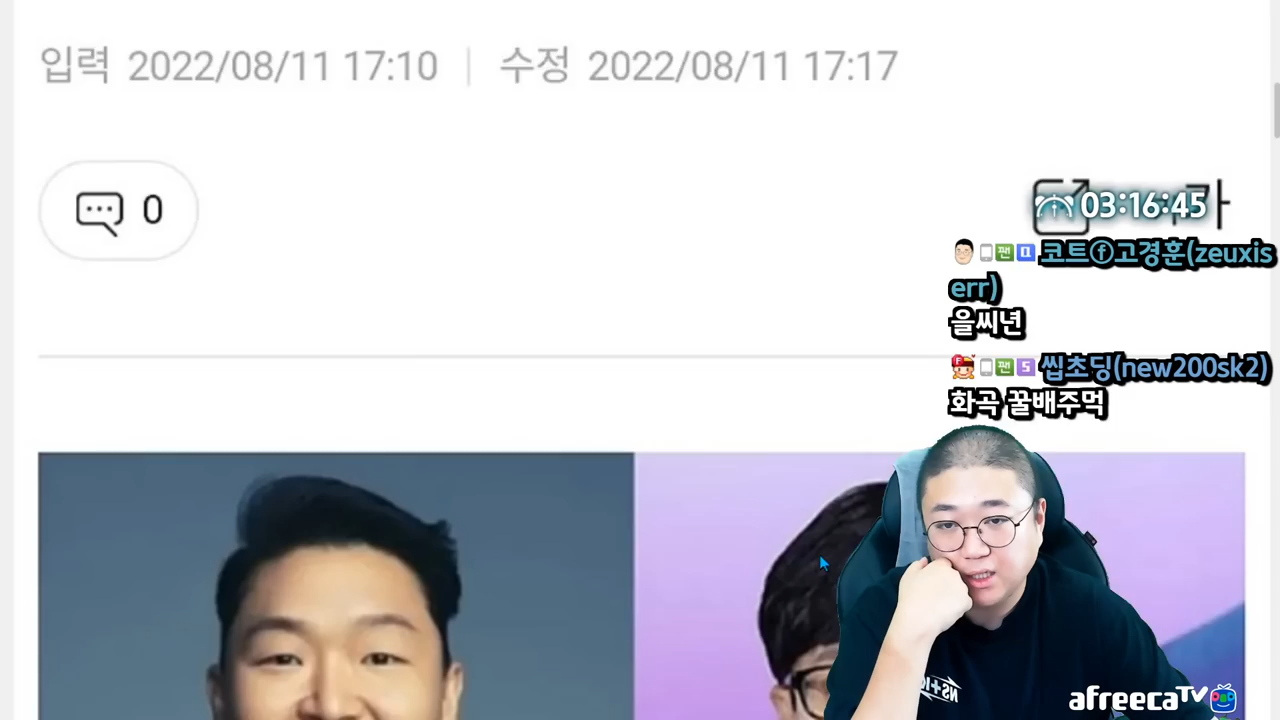 입력 2022/08/11 17:10 | 수정 2022/08/11 17:17
0
03:16:45
코트ⓕ고경훈(zeuxis
err)
을씨년
씹초딩(new200sk2)
화곡 꿀배주먹
afreecaTV